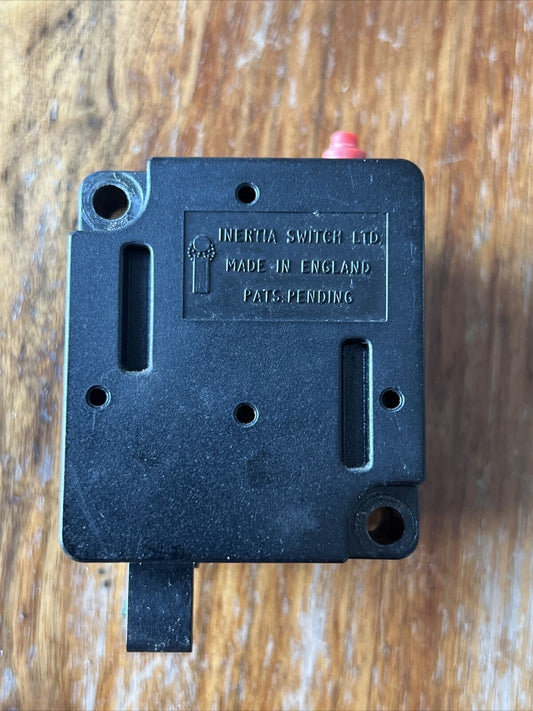 INERTIA SWITCH LTD.
MADE IN ENGLAND
PATS. PENDING